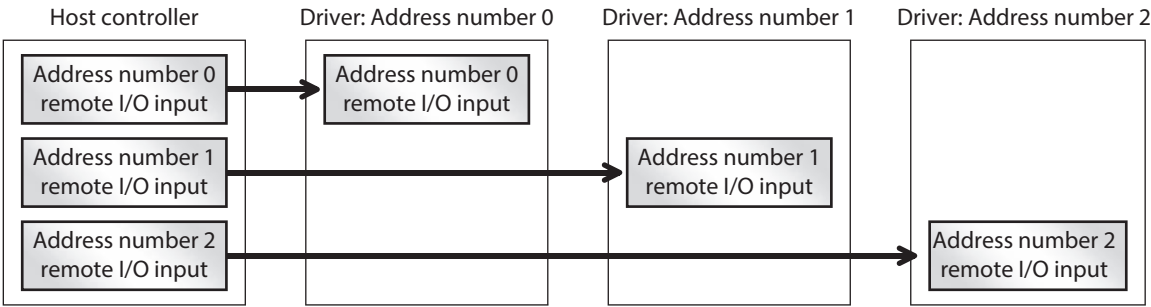 Host controller
Driver: Address number 0
Driver: Address number 1
Driver: Address number 2
Address number 0
remote I/O input
Address number 0
remote I/O input
Address number 1
remote I/O input
Address number 1
remote I/O input
Address number 2
remote I/O input
Address number 2
remote I/O input